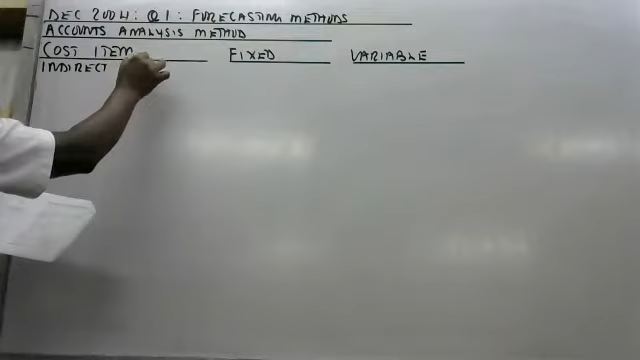 DEC 2004: Q1: FORECASTING METHODS
ACCOUNTS ANALYSIS METHOD
COST ITEM FIXED VARIABLE
INDIRECT